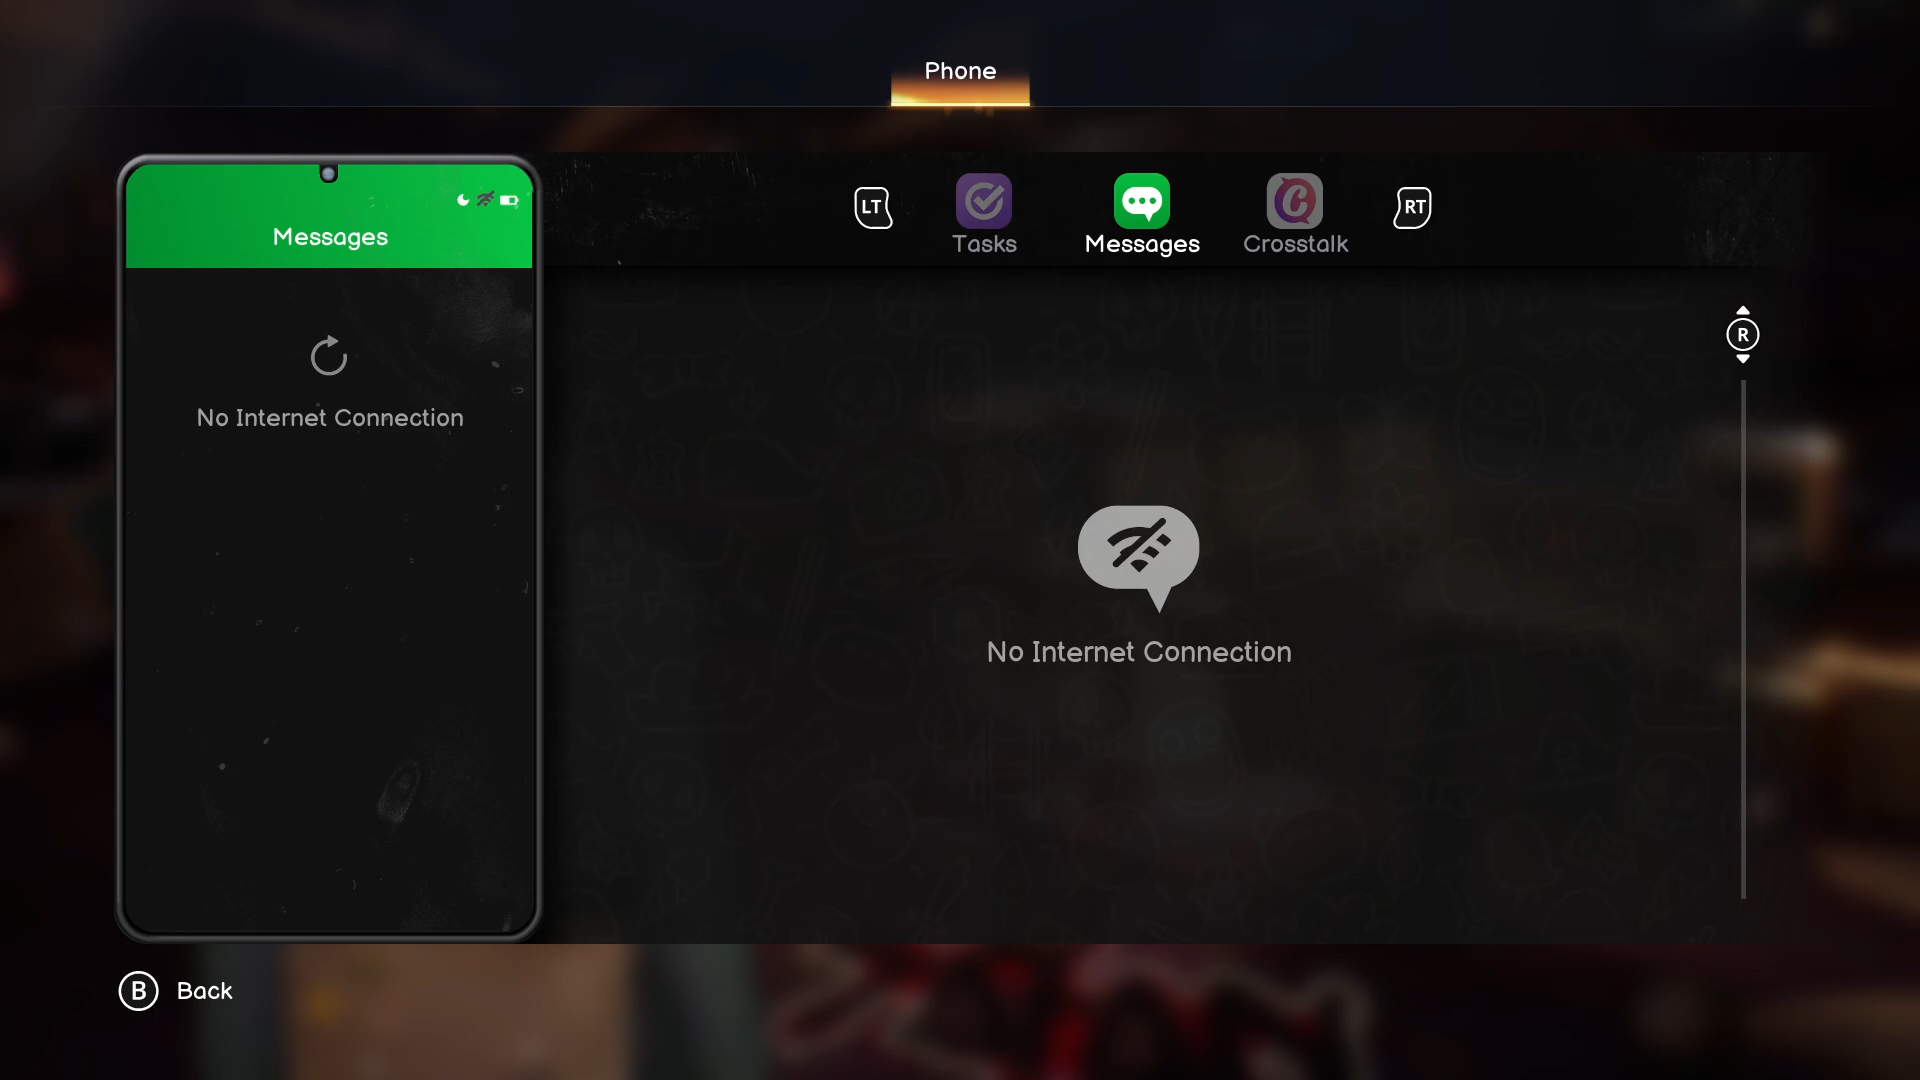 Phone
Messages
No Internet Connection
LT
Tasks
Messages
Crosstalk
RT
R
No Internet Connection
B Back